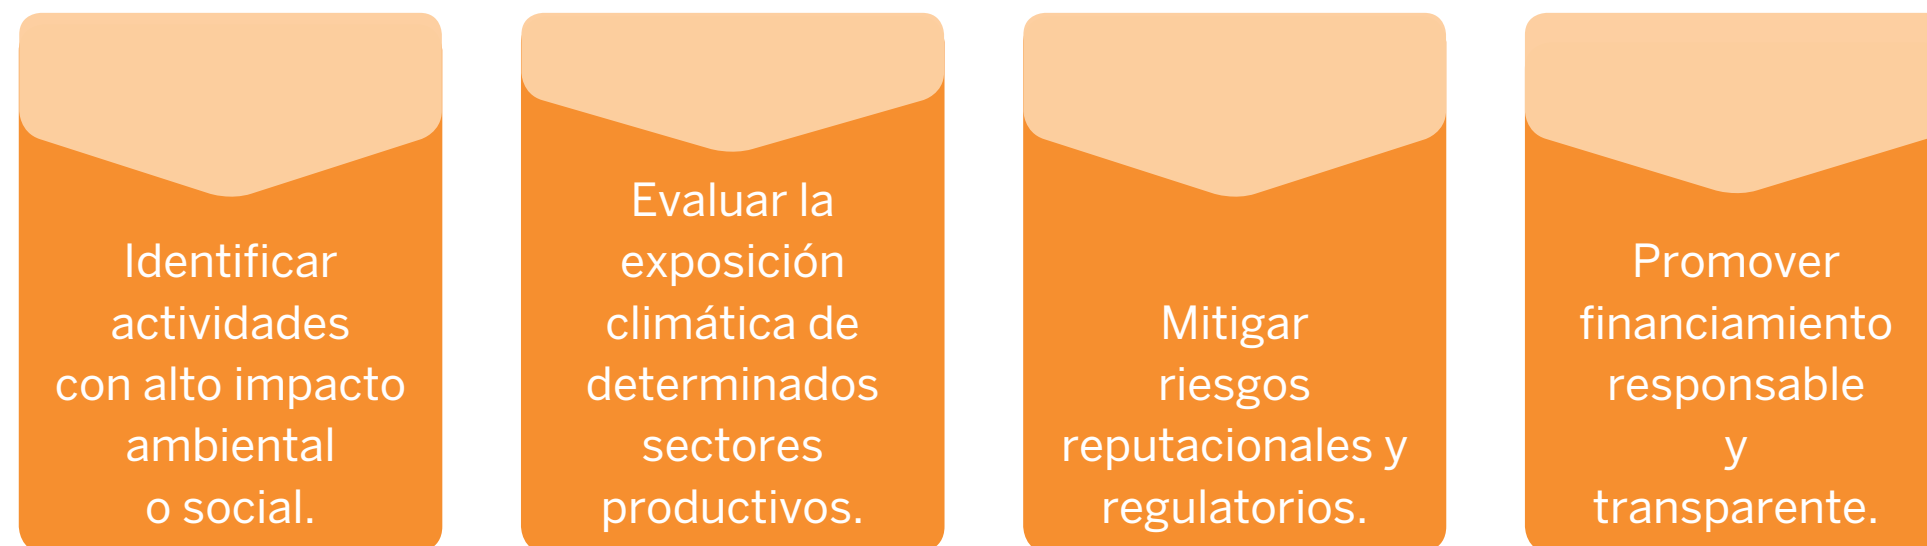 Identificar
actividades
con alto impacto
ambiental
o social.
Evaluar la
exposición
climática de
determinados
sectores
productivos.
Mitigar
riesgos
reputacionales y
regulatorios.
Promover
financiamiento
responsable
y
transparente.